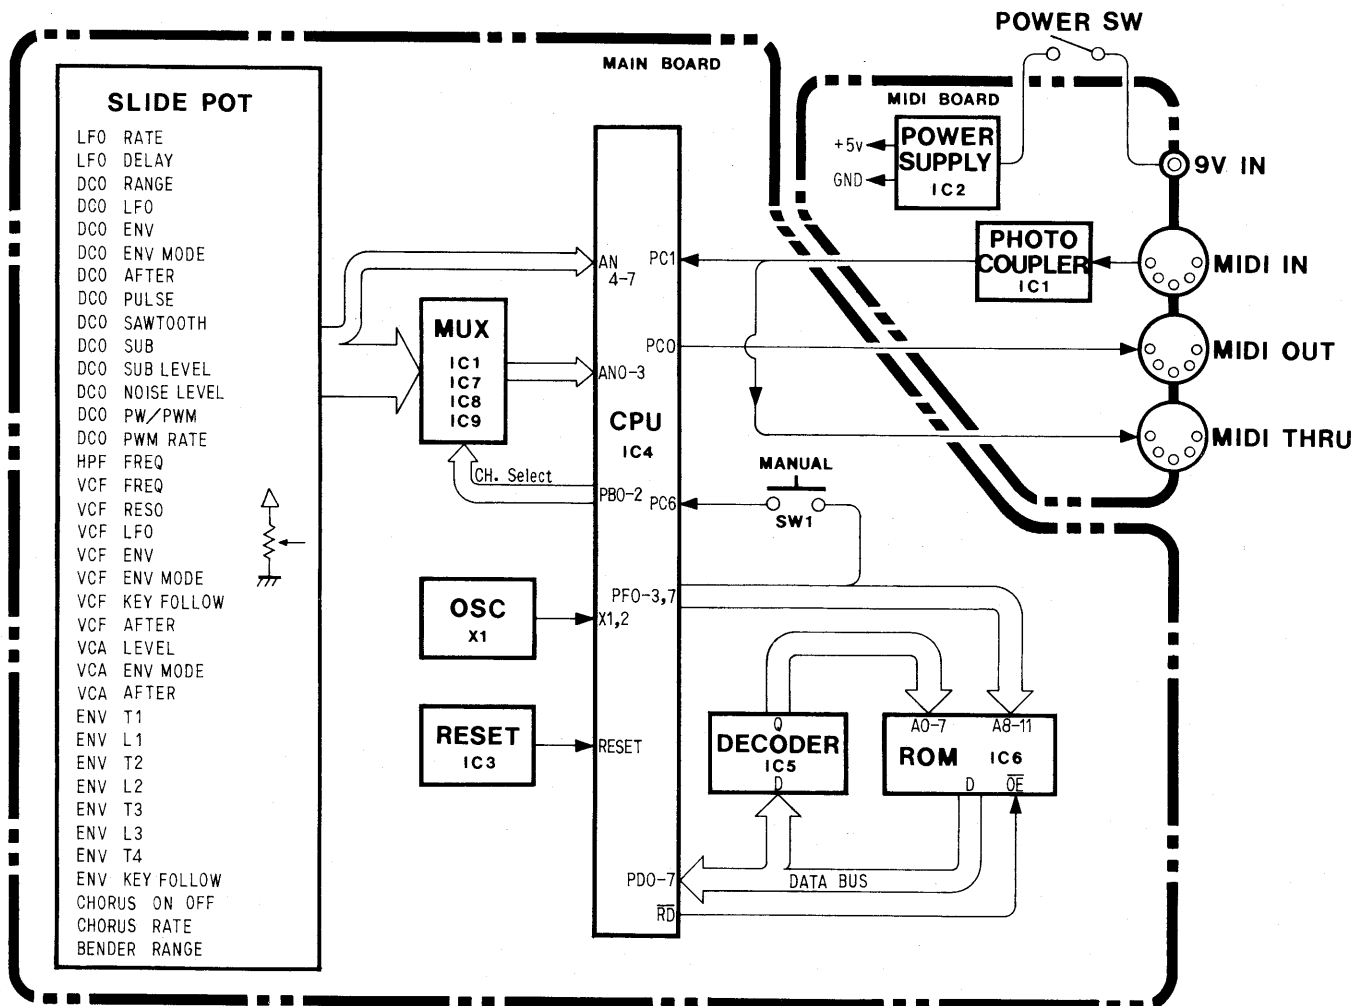 POWER SW
MAIN BOARD
MIDI BOARD
SLIDE POT
LFO RATE
LFO DELAY
DCO RANGE
DCO LFO
DCO ENV
DCO ENV MODE
DCO AFTER
DCO PULSE
DCO SAWTOOTH
DCO SUB
DCO SUB LEVEL
DCO NOISE LEVEL
DCO PW/PWM
DCO PWM RATE
HPF FREQ
VCF FREQ
VCF RESO
VCF LFO
VCF ENV
VCF ENV MODE
VCF KEY FOLLOW
VCF AFTER
VCA LEVEL
VCA ENV MODE
VCA AFTER
ENV T1
ENV L1
ENV T2
ENV L2
ENV T3
ENV L3
ENV T4
ENV KEY FOLLOW
CHORUS ON OFF
CHORUS RATE
BENDER RANGE
MUX
IC1
IC7
IC8
IC9
CH. Select
OSC
X1
RESET
IC3
AN
4-7
AN0-3
CPU
IC4
PB0-2
X1,2
RESET
PC1
PC0
PC6
PF0-3,7
PD0-7
RD
+5v
GND
POWER
SUPPLY
IC2
9V IN
PHOTO
COUPLER
IC1
MIDI IN
MIDI OUT
MIDI THRU
MANUAL
SW1
Q
DECODER
IC5
D
A0-7 A8-11
ROM IC6
D OE
DATA BUS